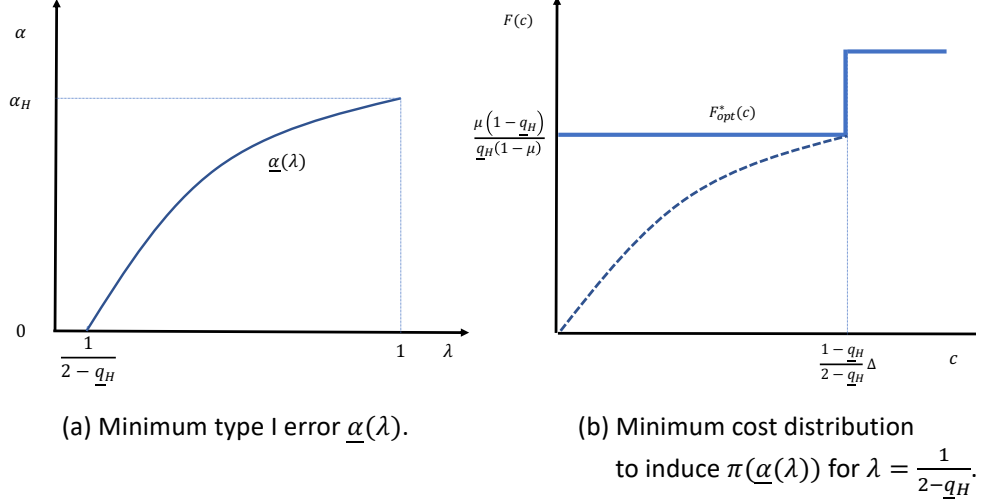 α
α_H
α̲(λ)
0
1
2 − q̲_H
1
λ
(a) Minimum type I error α̲(λ).
F(c)
F*_opt(c)
μ(1 − q̲_H)
q̲_H(1 − μ)
1 − q̲_H
2 − q̲_H
Δ
c
(b) Minimum cost distribution
to induce π(α̲(λ)) for λ = 1/(2−q̲_H).